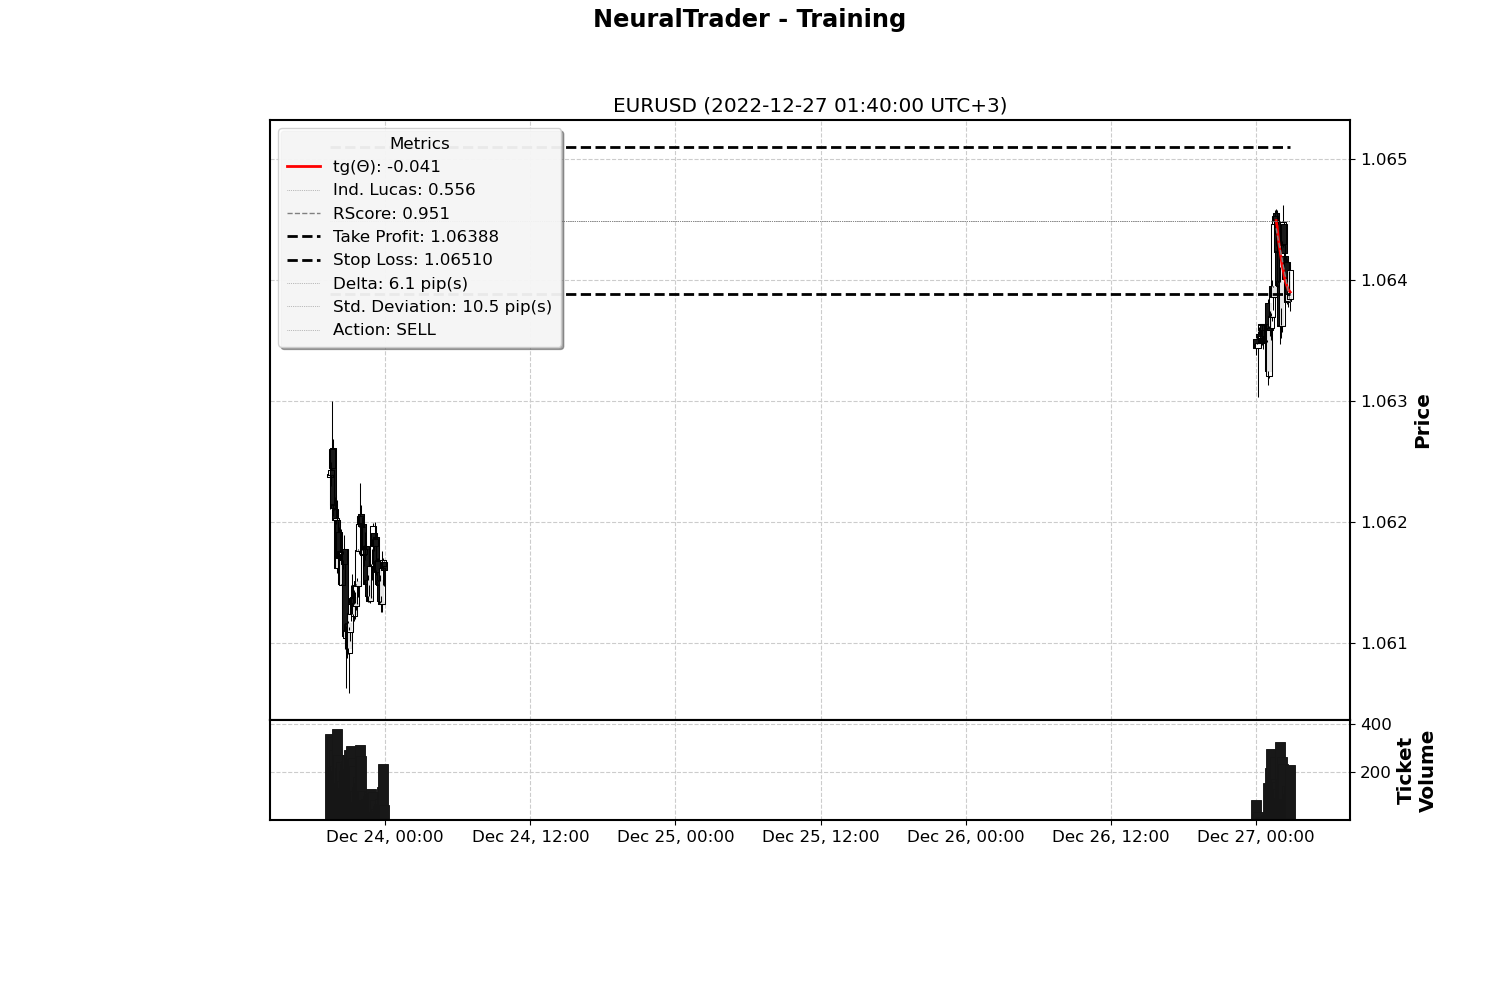 NeuralTrader - Training
EURUSD (2022-12-27 01:40:00 UTC+3)
Metrics
tg(Θ): -0.041
Ind. Lucas: 0.556
RScore: 0.951
Take Profit: 1.06388
Stop Loss: 1.06510
Delta: 6.1 pip(s)
Std. Deviation: 10.5 pip(s)
Action: SELL
1.065
1.064
1.063
1.062
1.061
Price
400
200
Ticket
Volume
Dec 24, 00:00
Dec 24, 12:00
Dec 25, 00:00
Dec 25, 12:00
Dec 26, 00:00
Dec 26, 12:00
Dec 27, 00:00